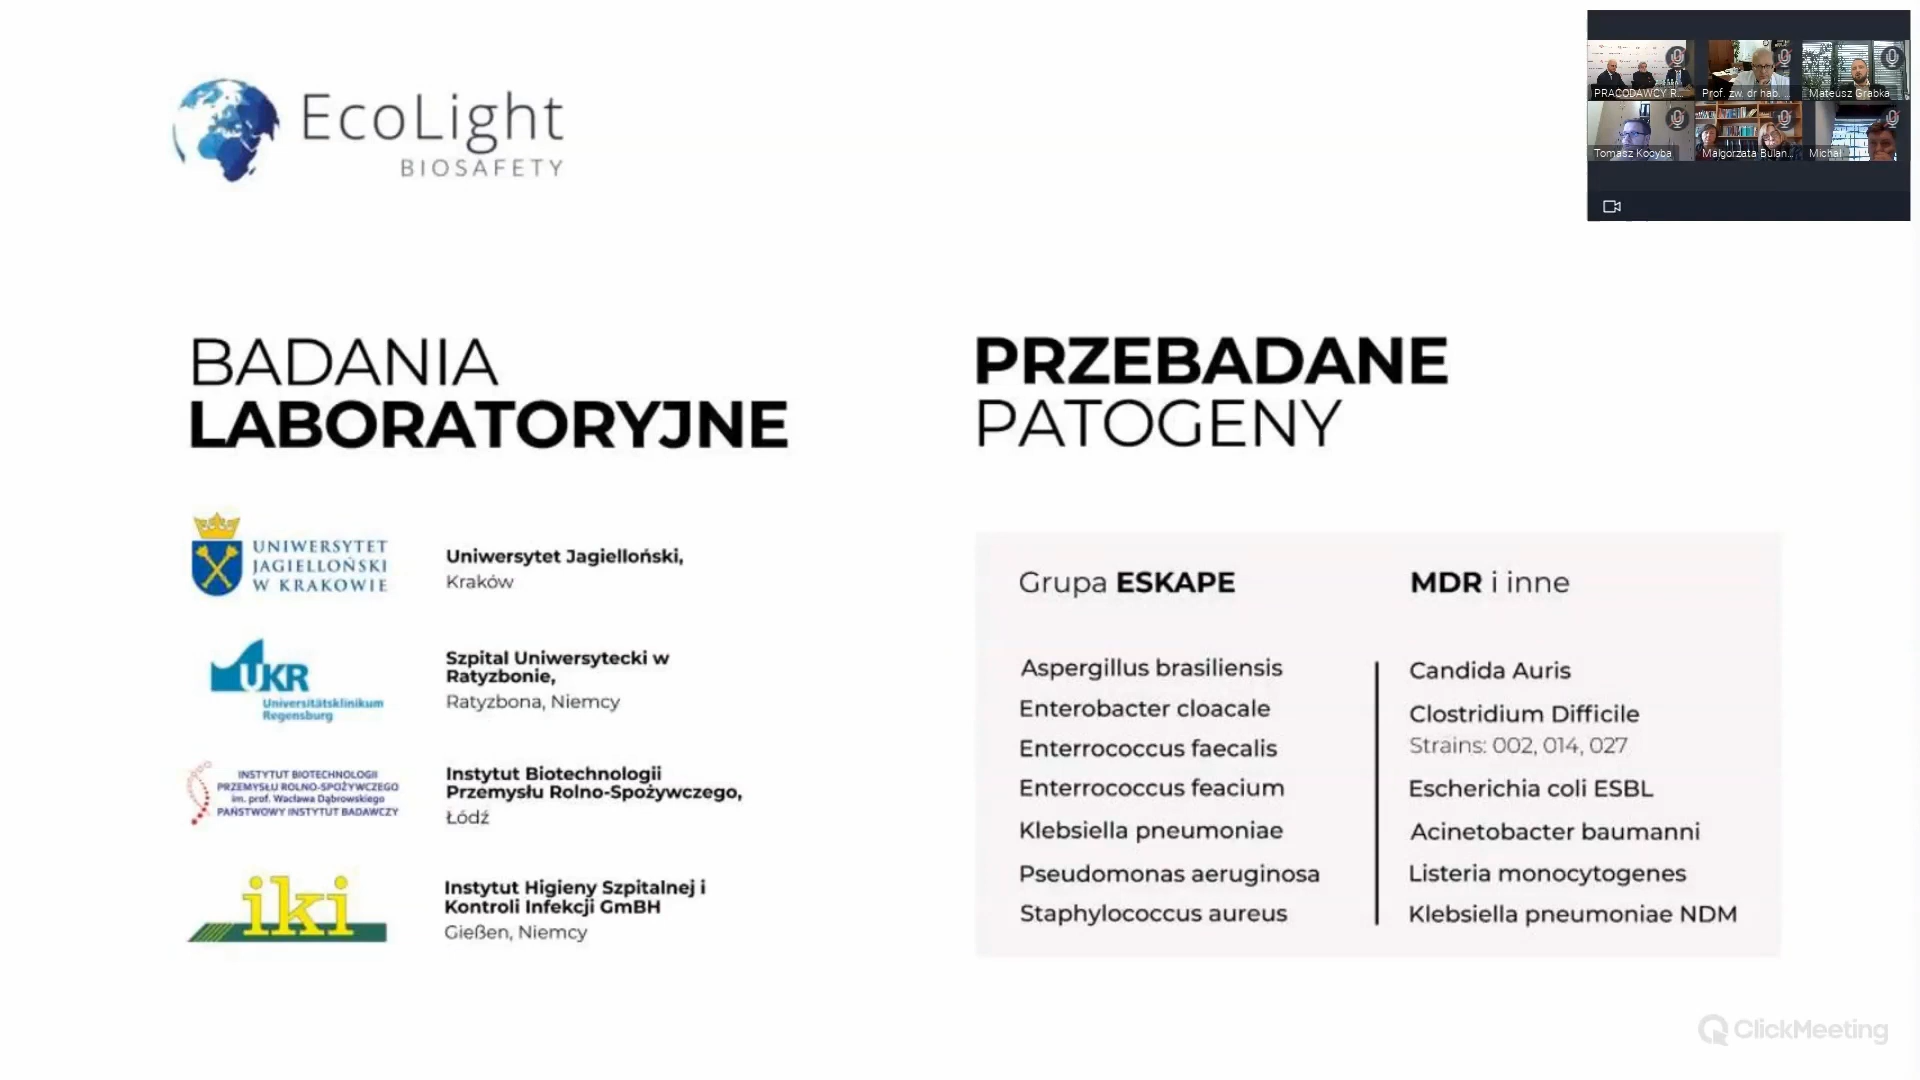 EcoLight
BIOSAFETY
PRACODAWCY R...
Prof. zw. dr hab. ...
Mateusz Grabka
Tomasz Kocyba
Malgorzata Bulan...
Michał
BADANIA
LABORATORYJNE
UNIWERSYTET
JAGIELLOŃSKI
W KRAKOWIE
Uniwersytet Jagielloński,
Kraków
UKR
Universitätsklinikum
Regensburg
Szpital Uniwersytecki w
Ratyzbonie,
Ratyzbona, Niemcy
INSTYTUT BIOTECHNOLOGII
PRZEMYSŁU ROLNO-SPOŻYWCZEGO
im. prof. Wacława Dąbrowskiego
PAŃSTWOWY INSTYTUT BADAWCZY
Instytut Biotechnologii
Przemysłu Rolno-Spożywczego,
Łódź
iki
Instytut Higieny Szpitalnej i
Kontroli Infekcji GmBH
Gießen, Niemcy
PRZEBADANE
PATOGENY
Grupa ESKAPE
Aspergillus brasiliensis
Enterobacter cloacale
Enterrococcus faecalis
Enterrococcus feacium
Klebsiella pneumoniae
Pseudomonas aeruginosa
Staphylococcus aureus
MDR i inne
Candida Auris
Clostridium Difficile
Strains: 002, 014, 027
Escherichia coli ESBL
Acinetobacter baumanni
Listeria monocytogenes
Klebsiella pneumoniae NDM
ClickMeeting